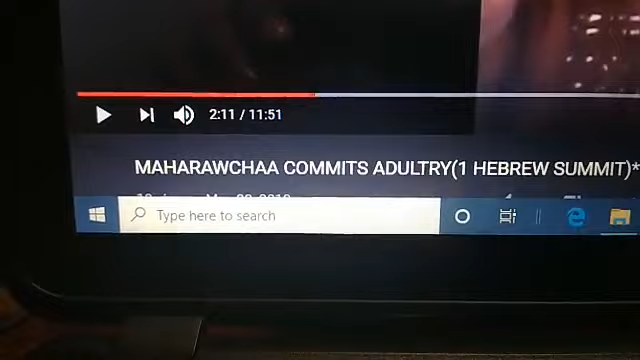 2:11 / 11:51
MAHARAWCHAA COMMITS ADULTRY(1 HEBREW SUMMIT)*
Type here to search